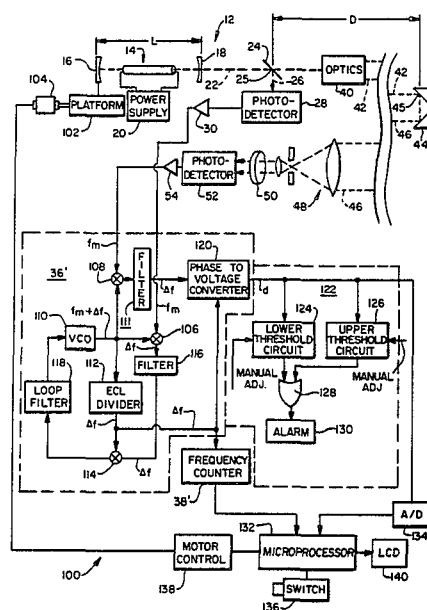 L
12
D
104
16
14
18
24
25
26
22
OPTICS
40
42
42
45
44
46
PLATFORM
102
POWER
SUPPLY
20
PHOTO-
DETECTOR
28
30
54
PHOTO-
DETECTOR
52
50
48
46
fm
36'
108
FILTER
111
Δf
fm
120
PHASE TO
VOLTAGE
CONVERTER
d
122
124
126
LOWER
THRESHOLD
CIRCUIT
UPPER
THRESHOLD
CIRCUIT
MANUAL
ADJ.
MANUAL
ADJ
128
ALARM
130
fm+Δf
110
VCO
106
Δf
116
FILTER
118
LOOP
FILTER
112
ECL
DIVIDER
Δf
Δf
114
Δf
FREQUENCY
COUNTER
38'
A/D
134
132
MICROPROCESSOR
LCD
140
138
MOTOR
CONTROL
SWITCH
136
100